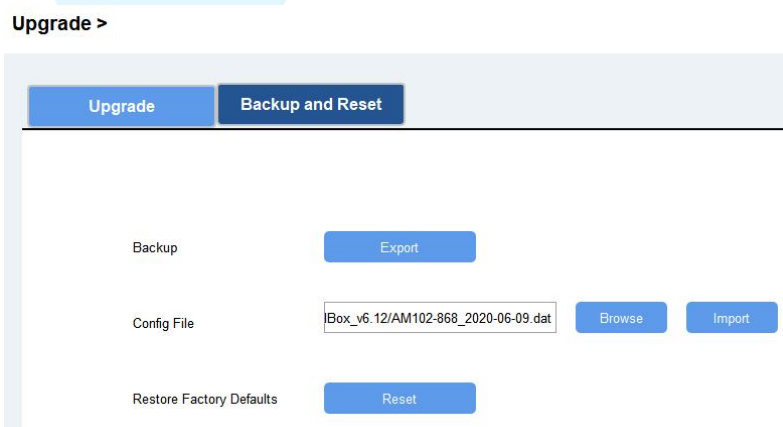 Upgrade >
Upgrade Backup and Reset
Backup Export
Config File lBox_v6.12/AM102-868_2020-06-09.dat Browse Import
Restore Factory Defaults Reset